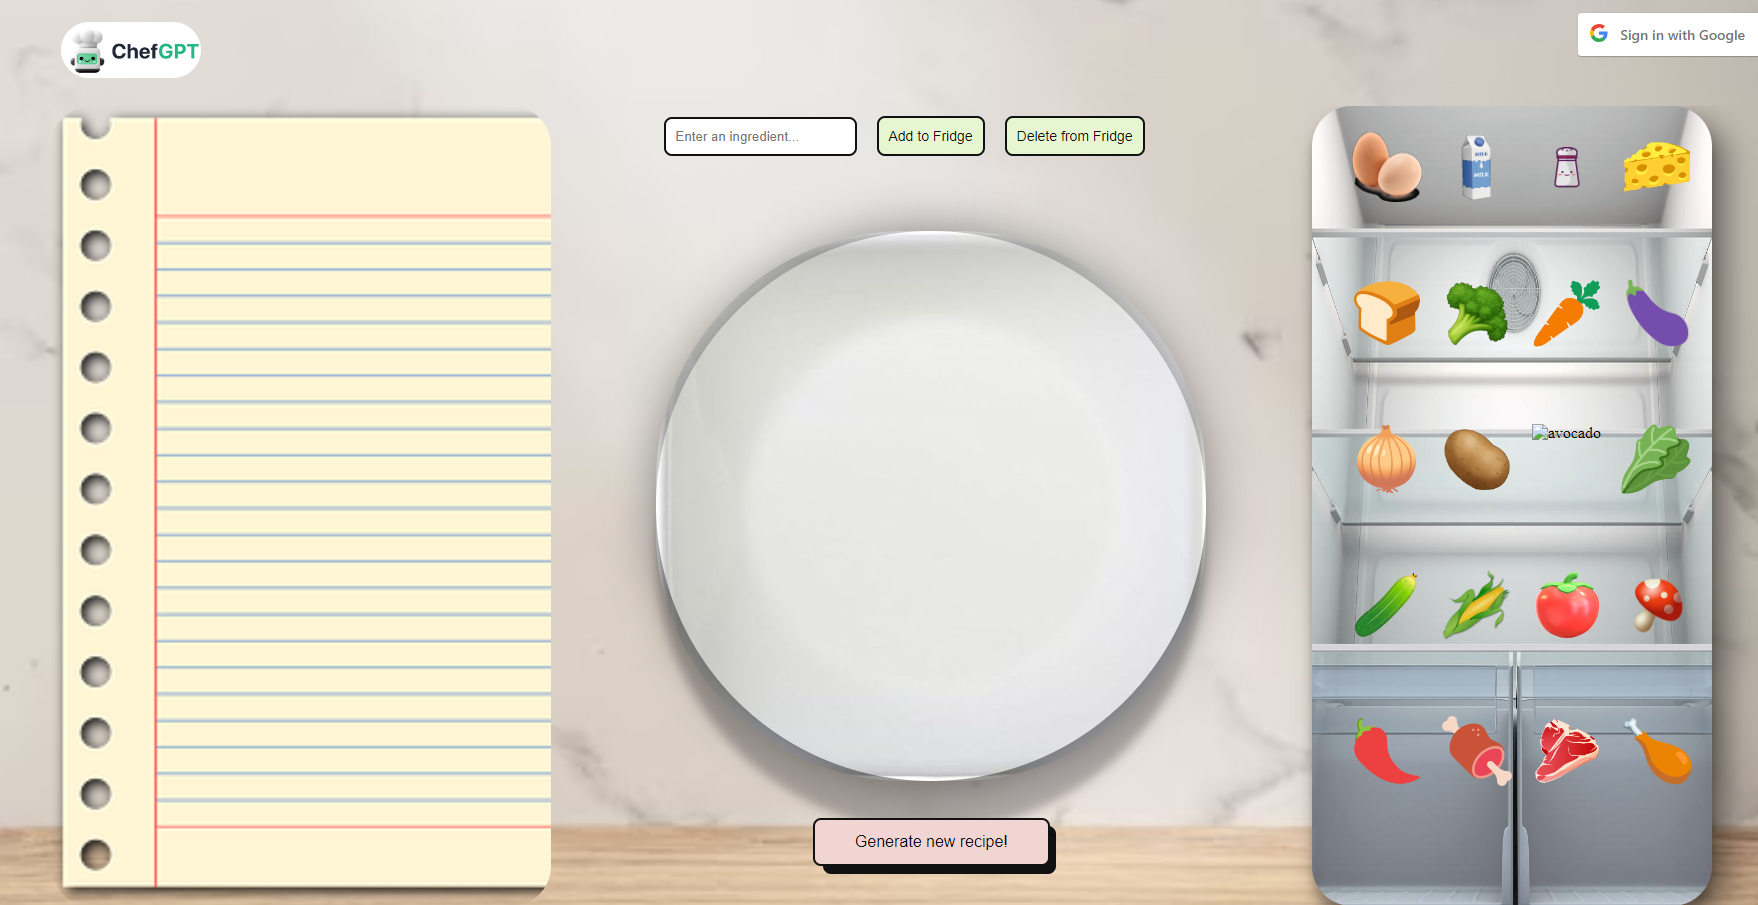 ChefGPT
Sign in with Google
Enter an ingredient...
Add to Fridge
Delete from Fridge
MILK
MILK
avocado
Generate new recipe!